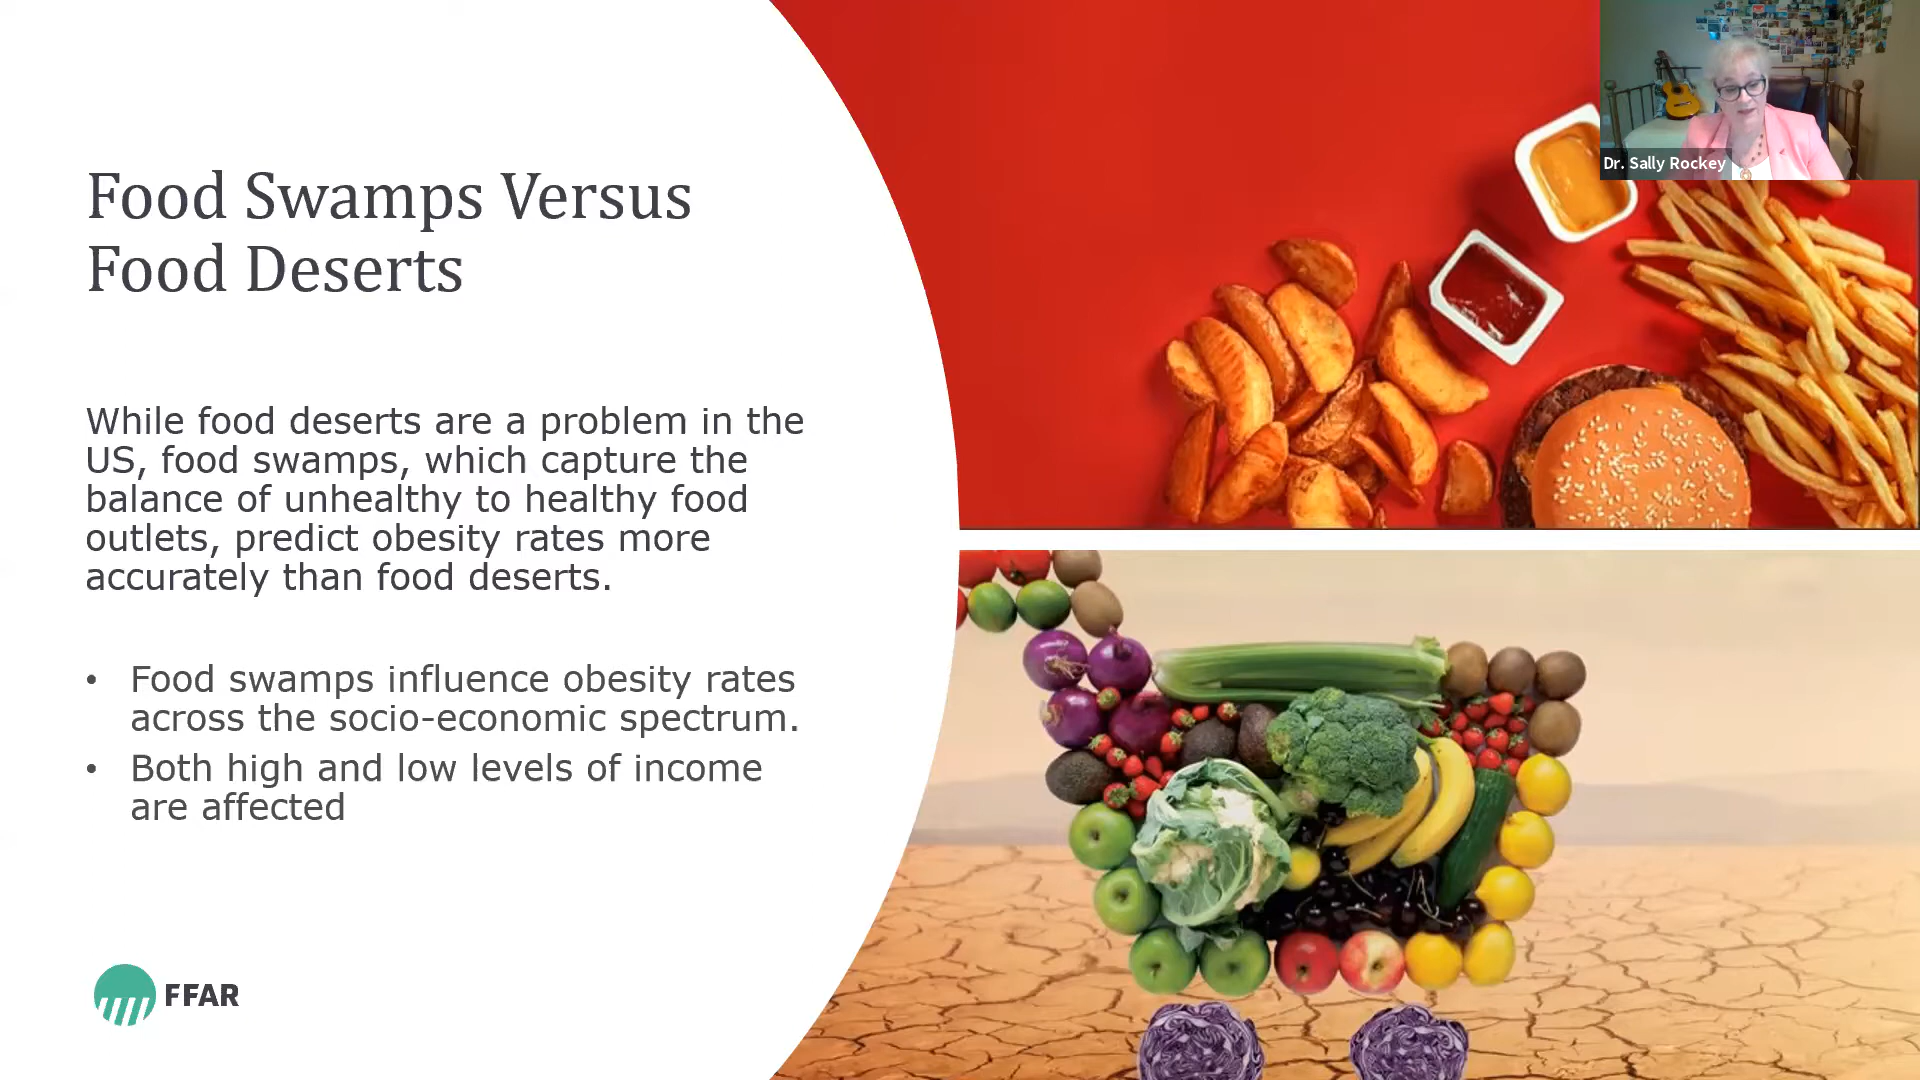 Food Swamps Versus
Food Deserts
While food deserts are a problem in the
US, food swamps, which capture the
balance of unhealthy to healthy food
outlets, predict obesity rates more
accurately than food deserts.
• Food swamps influence obesity rates
across the socio-economic spectrum.
• Both high and low levels of income
are affected
FFAR
Dr. Sally Rockey